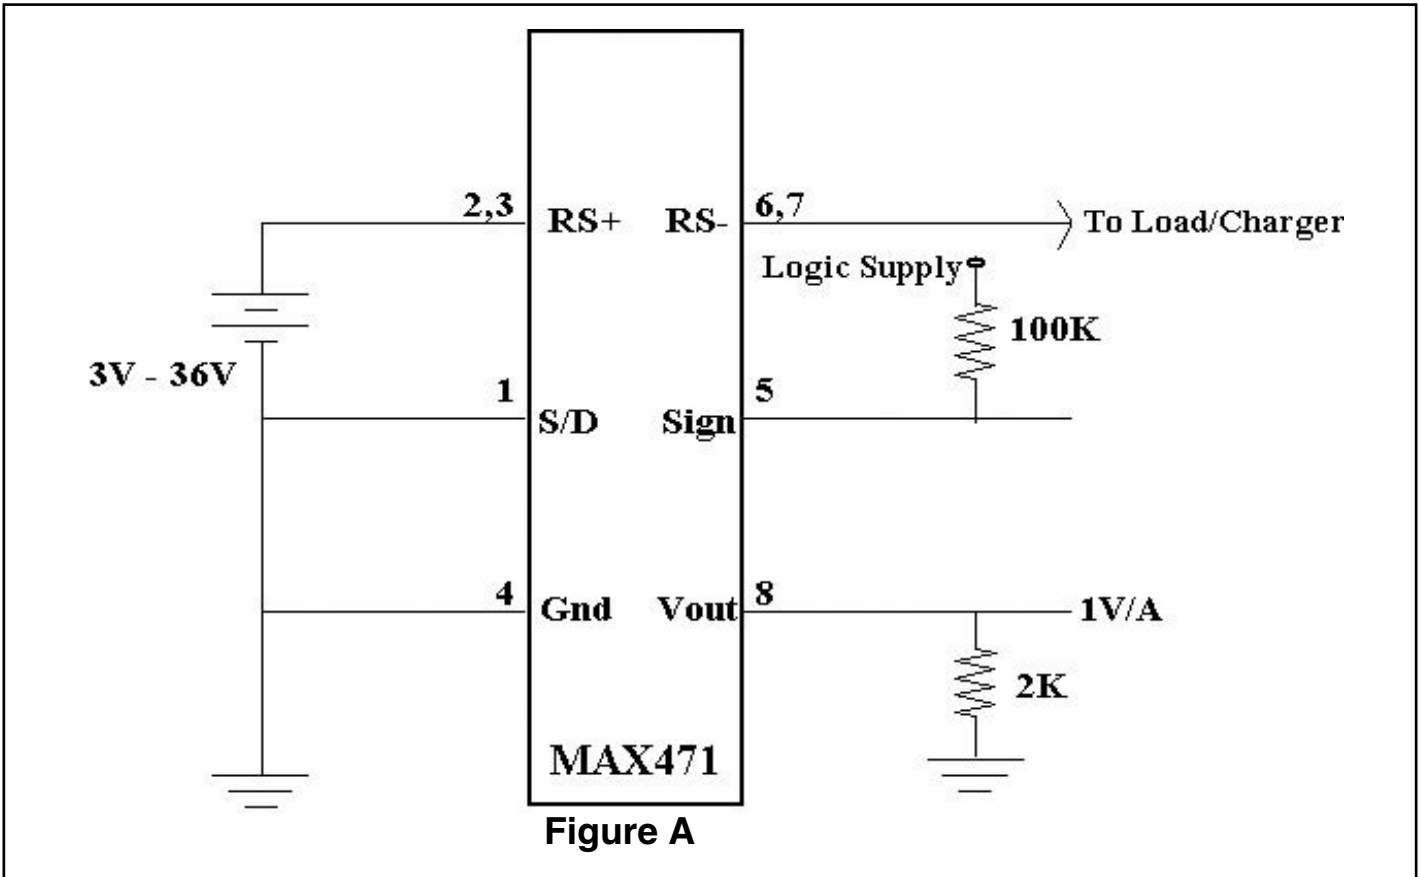 2,3
RS+
RS-
6,7
To Load/Charger
Logic Supply
100K
3V - 36V
1
S/D
Sign
5
4
Gnd
Vout
8
1V/A
2K
MAX471
Figure A